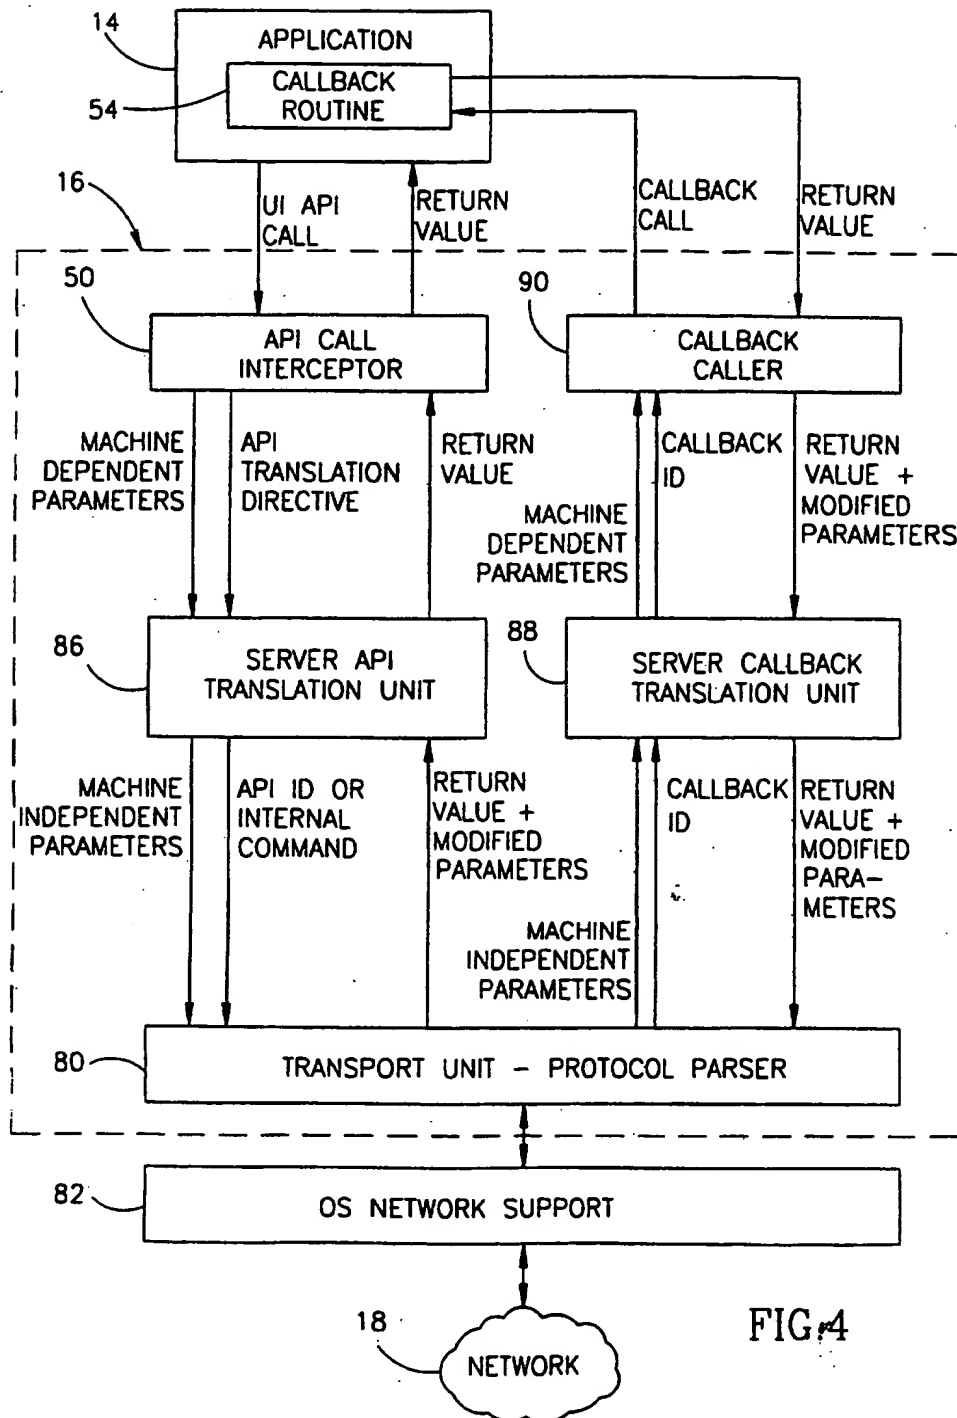 14
APPLICATION
54
CALLBACK
ROUTINE
16
UI API
CALL
RETURN
VALUE
CALLBACK
CALL
RETURN
VALUE
50
API CALL
INTERCEPTOR
90
CALLBACK
CALLER
MACHINE
DEPENDENT
PARAMETERS
API
TRANSLATION
DIRECTIVE
RETURN
VALUE
MACHINE
DEPENDENT
PARAMETERS
CALLBACK
ID
RETURN
VALUE +
MODIFIED
PARAMETERS
86
SERVER API
TRANSLATION UNIT
88
SERVER CALLBACK
TRANSLATION UNIT
MACHINE
INDEPENDENT
PARAMETERS
API ID OR
INTERNAL
COMMAND
RETURN
VALUE +
MODIFIED
PARAMETERS
MACHINE
INDEPENDENT
PARAMETERS
CALLBACK
ID
RETURN
VALUE +
MODIFIED
PARA-
METERS
80
TRANSPORT UNIT - PROTOCOL PARSER
82
OS NETWORK SUPPORT
18
NETWORK
FIG.4